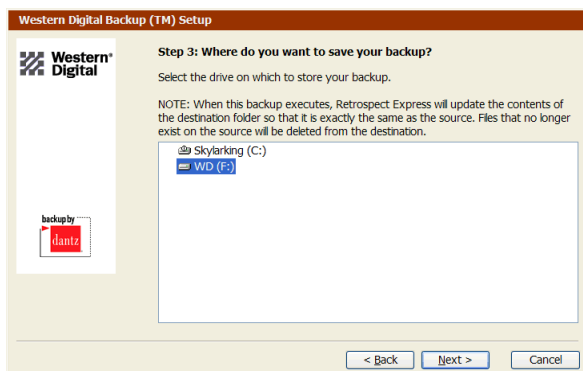 Western Digital Backup (TM) Setup
Western®
Digital
Step 3: Where do you want to save your backup?
Select the drive on which to store your backup.
NOTE: When this backup executes, Retrospect Express will update the contents of
the destination folder so that it is exactly the same as the source. Files that no longer
exist on the source will be deleted from the destination.
Skylarking (C:)
WD (F:)
backup by
dantz
< Back
Next >
Cancel